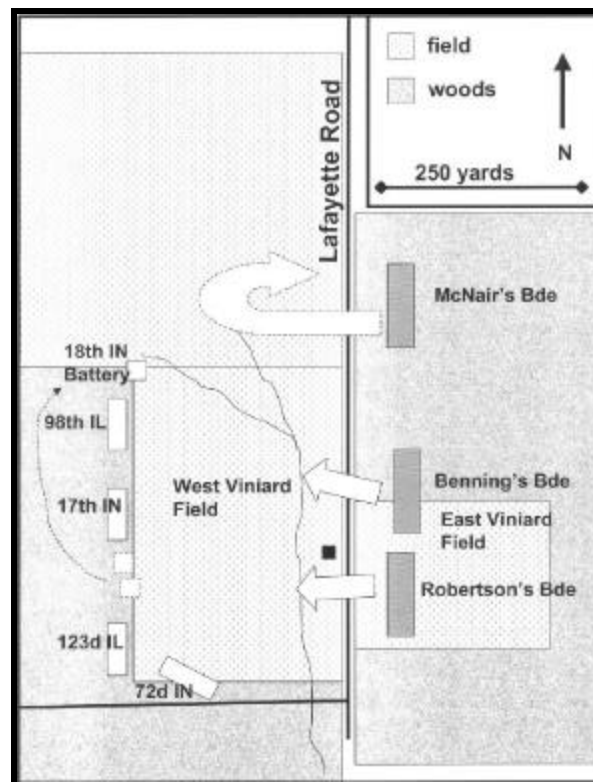 field
woods
N
250 yards
Lafayette Road
McNair's Bde
18th IN
Battery
98th IL
17th IN
West Viniard
Field
Benning's Bde
East Viniard
Field
Robertson's Bde
123d IL
72d IN